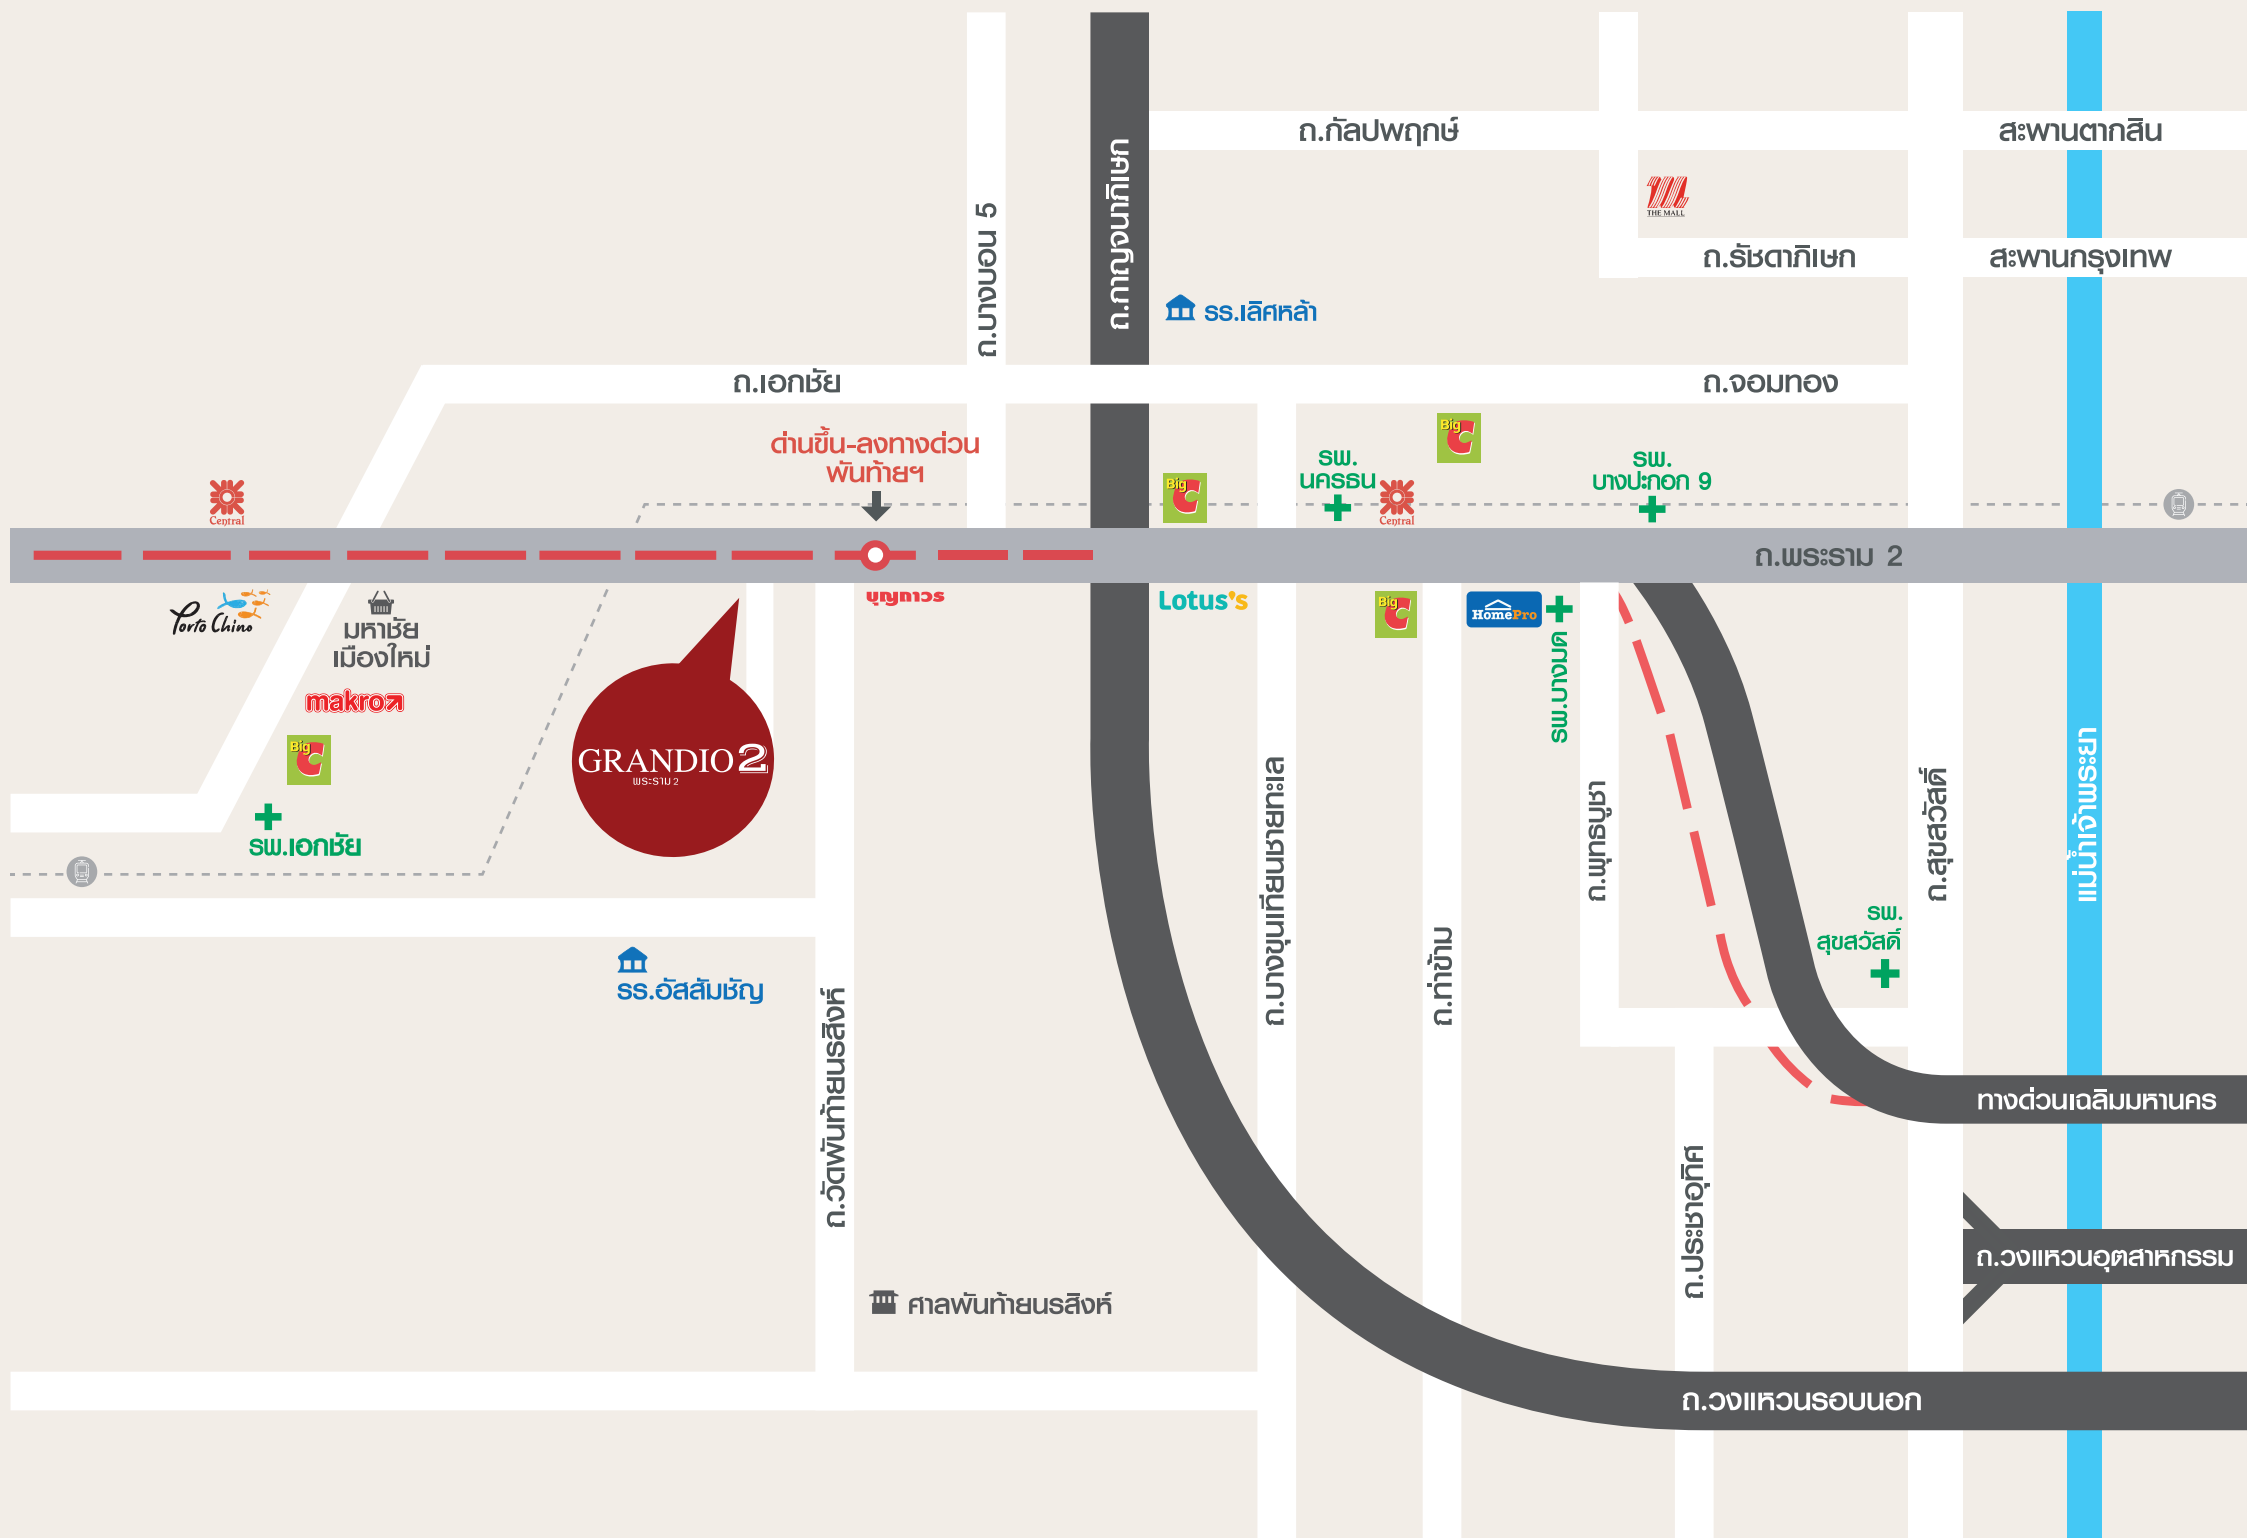 ถ.กัลปพฤกษ์
สะพานตากสิน
ถ.กาญจนาภิเษก
THE MALL
ถ.บางบอน 5
ถ.รัชดาภิเษก
สะพานกรุงเทพ
รร.เลิศหล้า
ถ.เอกชัย
ถ.จอมทอง
ด่านขึ้น-ลงทางด่วน
พันท้ายฯ
Big C
รพ.
นครธน
รพ.
บางปะกอก 9
Central
Big C
Central
ถ.พระราม 2
Porto Chino
มหาชัย
เมืองใหม่
บุญถาวร
Lotus's
Big C
HomePro
รพ.บางมด
makro
Big C
GRANDIO 2
พระราม 2
รพ.เอกชัย
ถ.บางขุนเทียนชายทะเล
ถ.พุทธบูชา
ถ.สุขสวัสดิ์
แม่น้ำเจ้าพระยา
รพ.
สุขสวัสดิ์
ถ.ท่าข้าม
รร.อัสสัมชัญ
ถ.วัดพันท้ายนรสิงห์
ทางด่วนเฉลิมมหานคร
ถ.ประชาอุทิศ
ถ.วงแหวนอุตสาหกรรม
ศาลพันท้ายนรสิงห์
ถ.วงแหวนรอบนอก